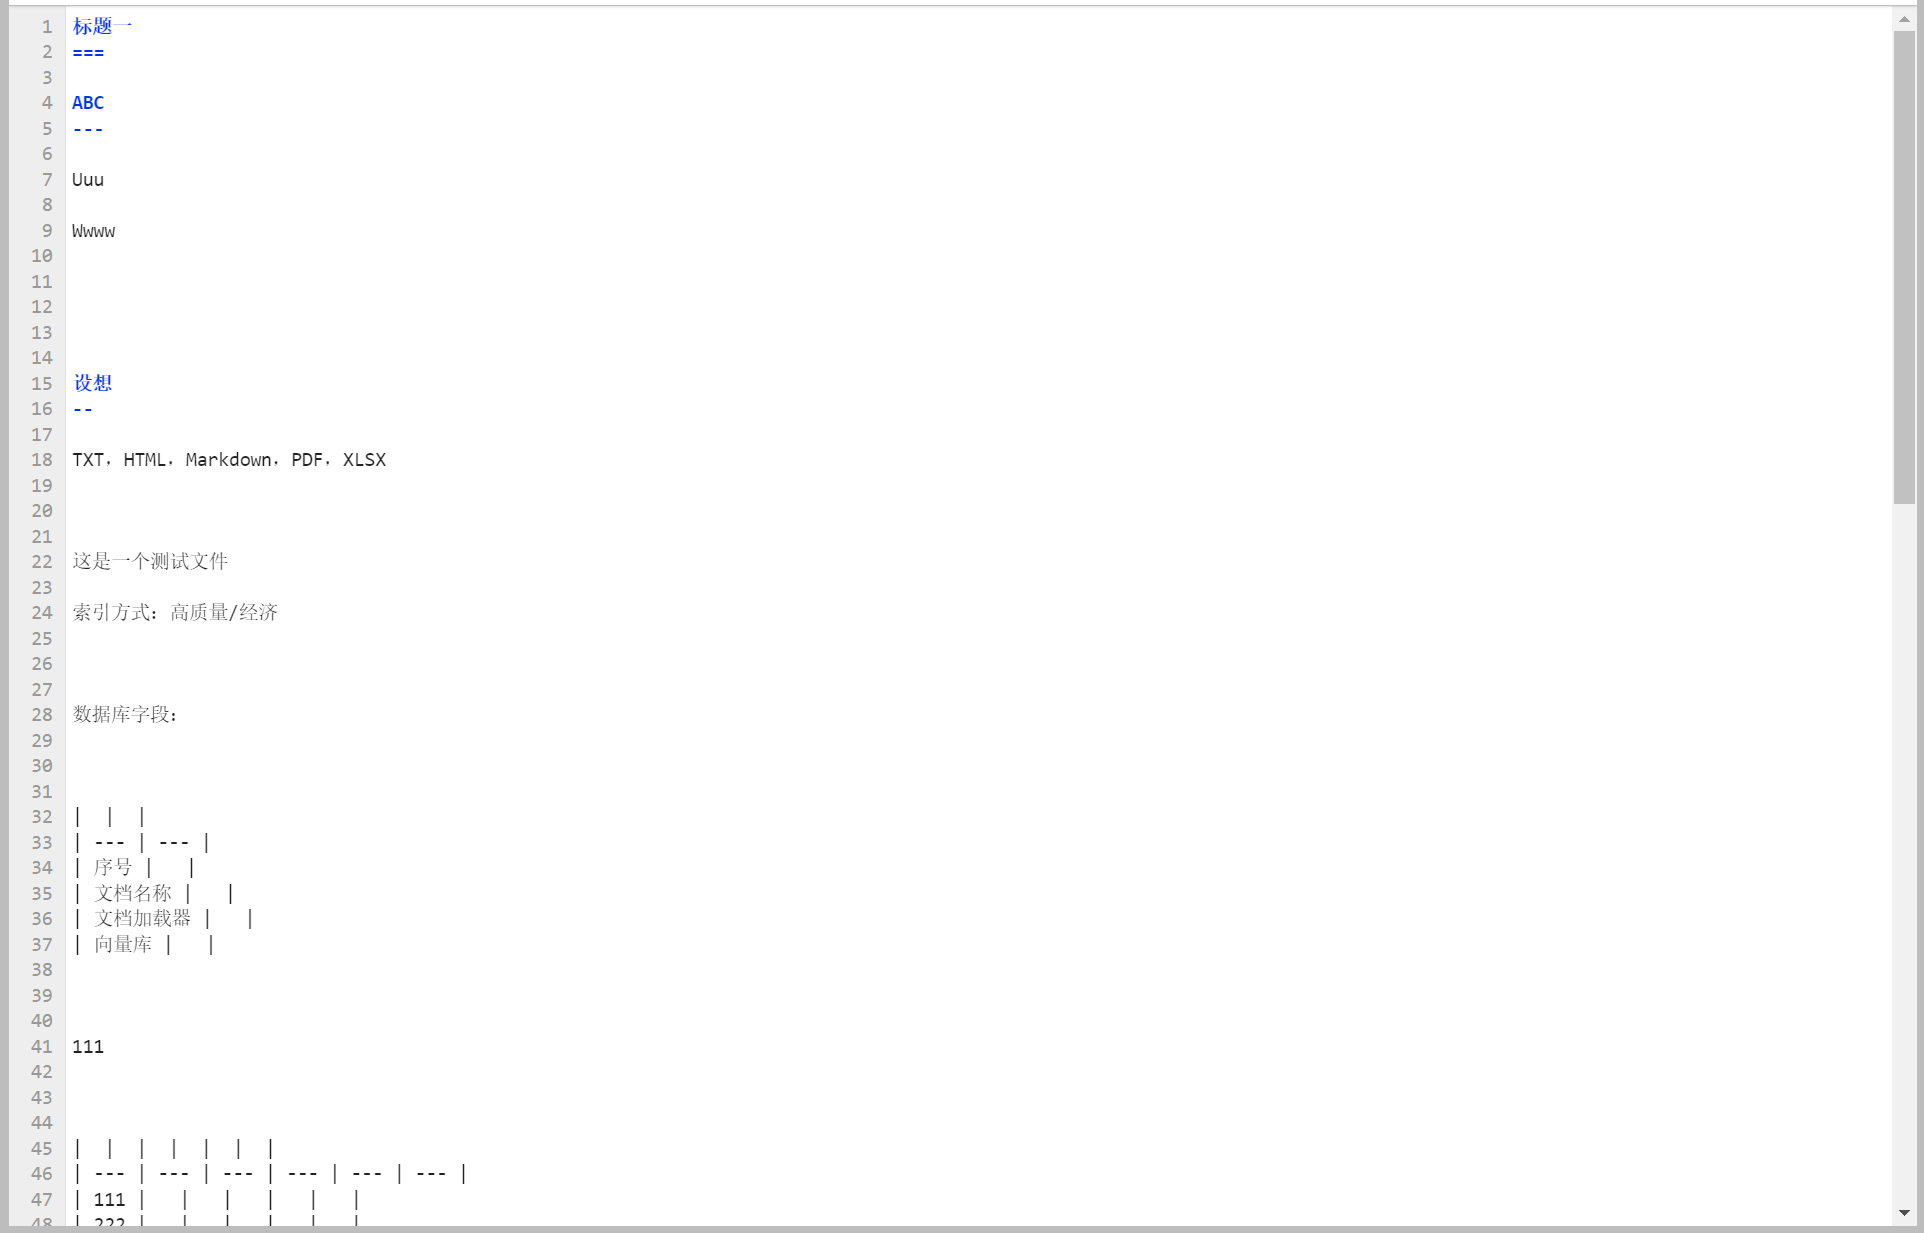 1 标题一
2 ===
3
4 ABC
5 ---
6
7 Uuu
8
9 Wwww
10
11
12
13
14
15 设想
16 --
17
18 TXT，HTML，Markdown，PDF，XLSX
19
20
21
22 这是一个测试文件
23
24 索引方式：高质量/经济
25
26
27
28 数据库字段：
29
30
31
32 |  |  |
33 | --- | --- |
34 | 序号 |   |
35 | 文档名称 |   |
36 | 文档加载器 |   |
37 | 向量库 |   |
38
39
40
41 111
42
43
44
45 |  |  |  |  |  |  |
46 | --- | --- | --- | --- | --- | --- |
47 | 111 |   |   |   |   |   |
48 | 222 |   |   |   |   |   |